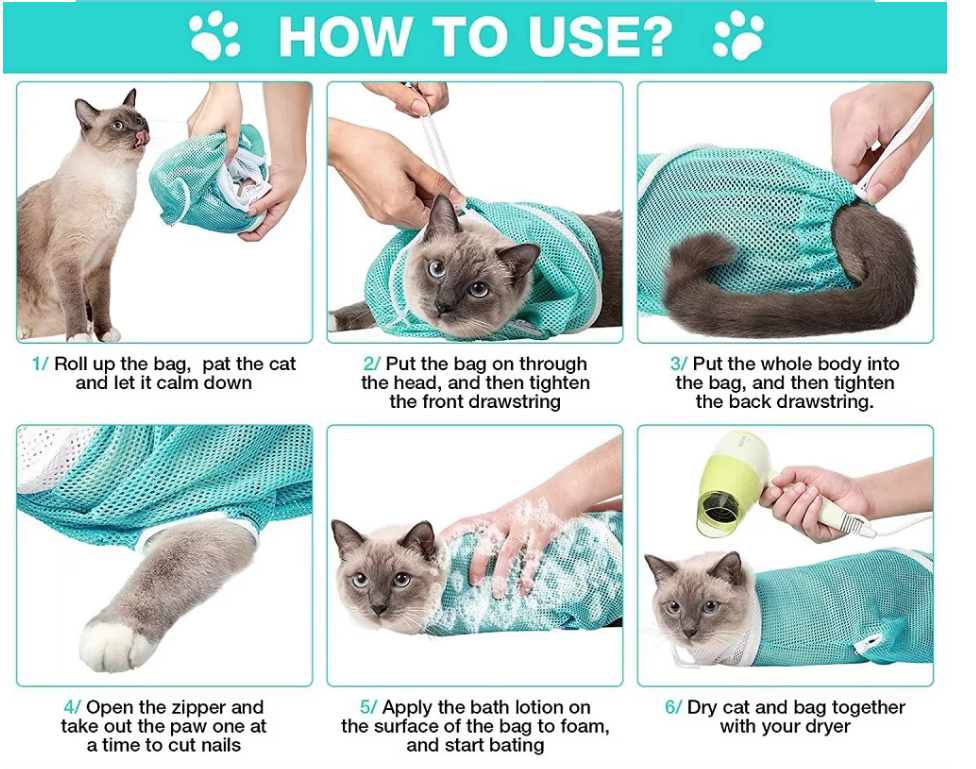 HOW TO USE?
1/ Roll up the bag, pat the cat
and let it calm down
2/ Put the bag on through
the head, and then tighten
the front drawstring
3/ Put the whole body into
the bag, and then tighten
the back drawstring.
4/ Open the zipper and
take out the paw one at
a time to cut nails
5/ Apply the bath lotion on
the surface of the bag to foam,
and start bating
6/ Dry cat and bag together
with your dryer